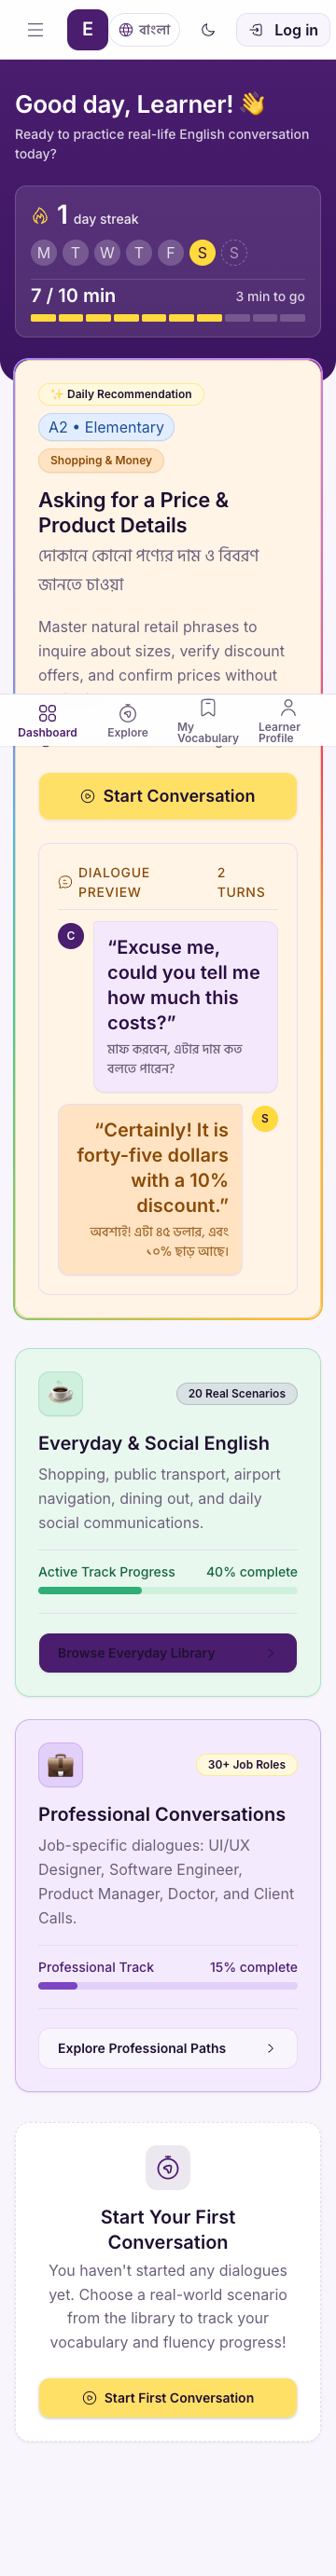 E
বাংলা
Log in
Good day, Learner! 👋
Ready to practice real-life English conversation
today?
1 day streak
M T W T F S S
7 / 10 min
3 min to go
✨ Daily Recommendation
A2 • Elementary
Shopping & Money
Asking for a Price &
Product Details
দোকানে কোনো পণ্যের দাম ও বিবরণ
জানতে চাওয়া
Master natural retail phrases to
inquire about sizes, verify discount
offers, and confirm prices without
Dashboard
Explore
My
Vocabulary
Learner
Profile
Start Conversation
DIALOGUE
PREVIEW
2
TURNS
C
“Excuse me,
could you tell me
how much this
costs?”
মাফ করবেন, এটার দাম কত
বলতে পারেন?
“Certainly! It is
forty-five dollars
with a 10%
discount.”
S
অবশ্যই! এটা ৪৫ ডলার, এবং
১০% ছাড় আছে।
20 Real Scenarios
Everyday & Social English
Shopping, public transport, airport
navigation, dining out, and daily
social communications.
Active Track Progress
40% complete
Browse Everyday Library
30+ Job Roles
Professional Conversations
Job-specific dialogues: UI/UX
Designer, Software Engineer,
Product Manager, Doctor, and Client
Calls.
Professional Track
15% complete
Explore Professional Paths
Start Your First
Conversation
You haven't started any dialogues
yet. Choose a real-world scenario
from the library to track your
vocabulary and fluency progress!
Start First Conversation